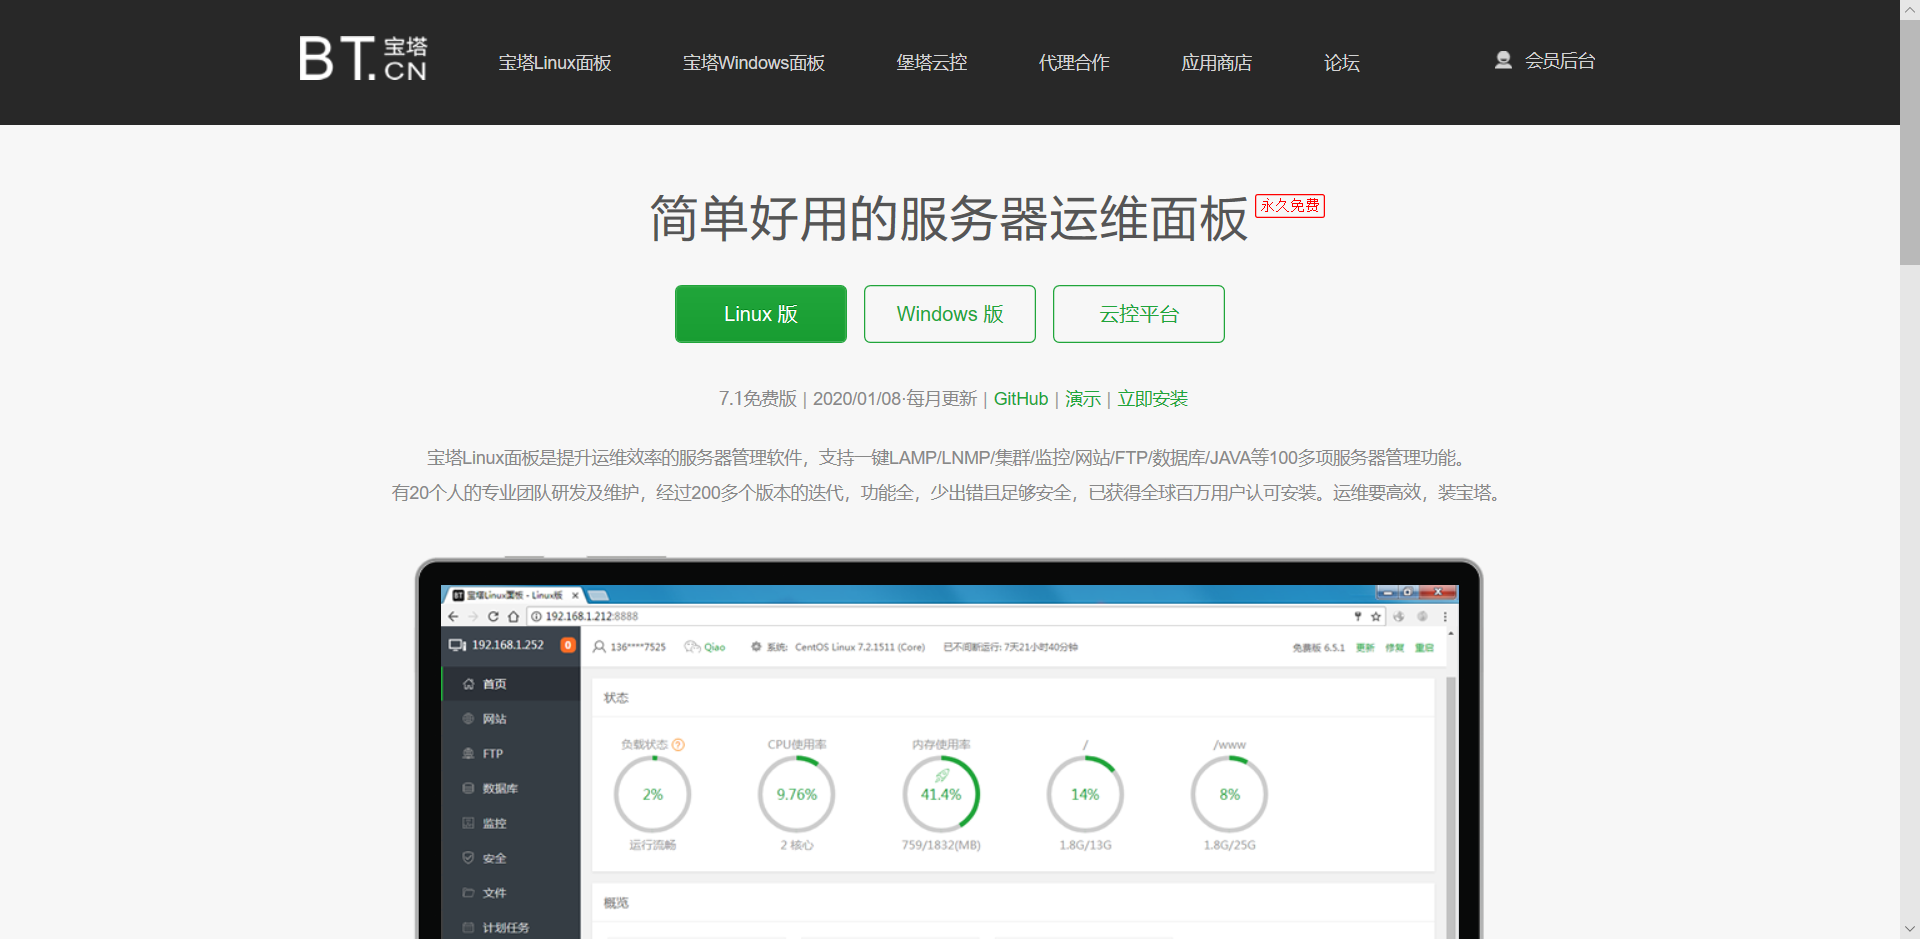 BT.宝塔.CN
宝塔Linux面板 宝塔Windows面板 堡塔云控 代理合作 应用商店 论坛 会员后台
简单好用的服务器运维面板 永久免费
Linux 版 Windows 版 云控平台
7.1免费版 | 2020/01/08·每月更新 | GitHub | 演示 | 立即安装
宝塔Linux面板是提升运维效率的服务器管理软件，支持一键LAMP/LNMP/集群/监控/网站/FTP/数据库/JAVA等100多项服务器管理功能。
有20个人的专业团队研发及维护，经过200多个版本的迭代，功能全，少出错且足够安全，已获得全球百万用户认可安装。运维要高效，装宝塔。
BT 宝塔Linux面板 - Linux版
192.168.1.212:8888
192.168.1.252 0 136****7525 Qiao 系统: CentOS Linux 7.2.1511 (Core) 已不间断运行: 7天21小时40分钟 免费版 6.5.1 更新 修复 重启
首页
网站
FTP
数据库
监控
安全
文件
计划任务
状态
负载状态 CPU使用率 内存使用率 / /www
2% 9.76% 41.4% 14% 8%
运行流畅 2 核心 759/1832(MB) 1.8G/13G 1.8G/25G
概览